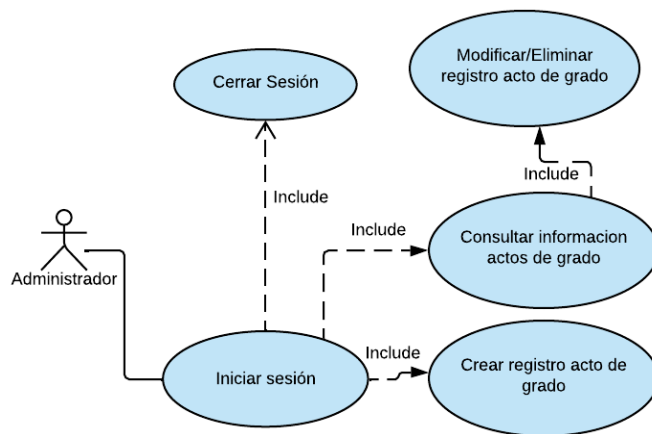 Modificar/Eliminar
registro acto de grado
Cerrar Sesión
Include
Include
Include
Consultar informacion
actos de grado
Administrador
Include
Iniciar sesión
Crear registro acto de
grado